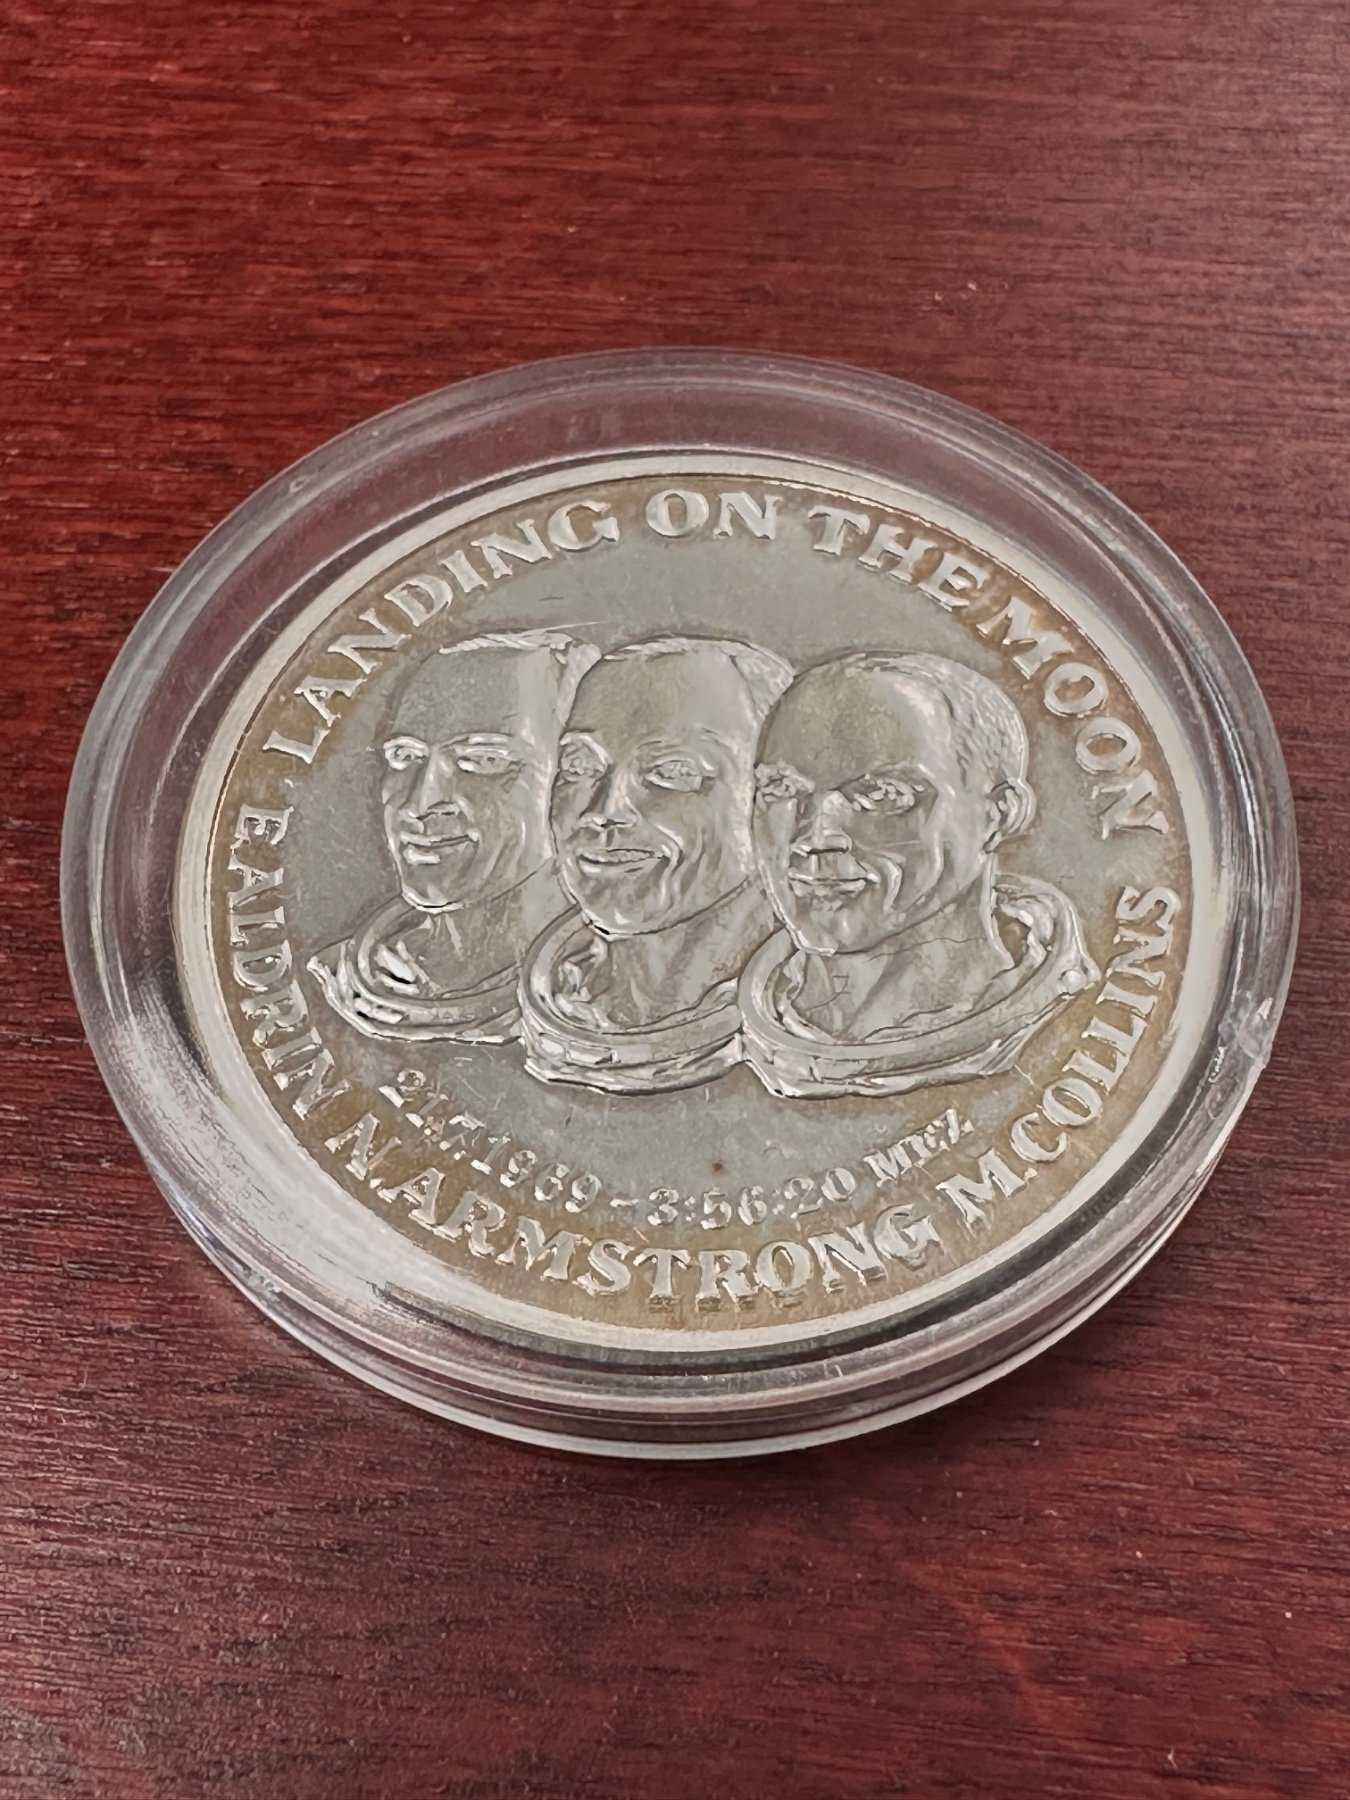 LANDING ON THE MOON
21.7.1969 - 3:56:20 MEZ
E.ALDRIN N.ARMSTRONG M.COLLINS